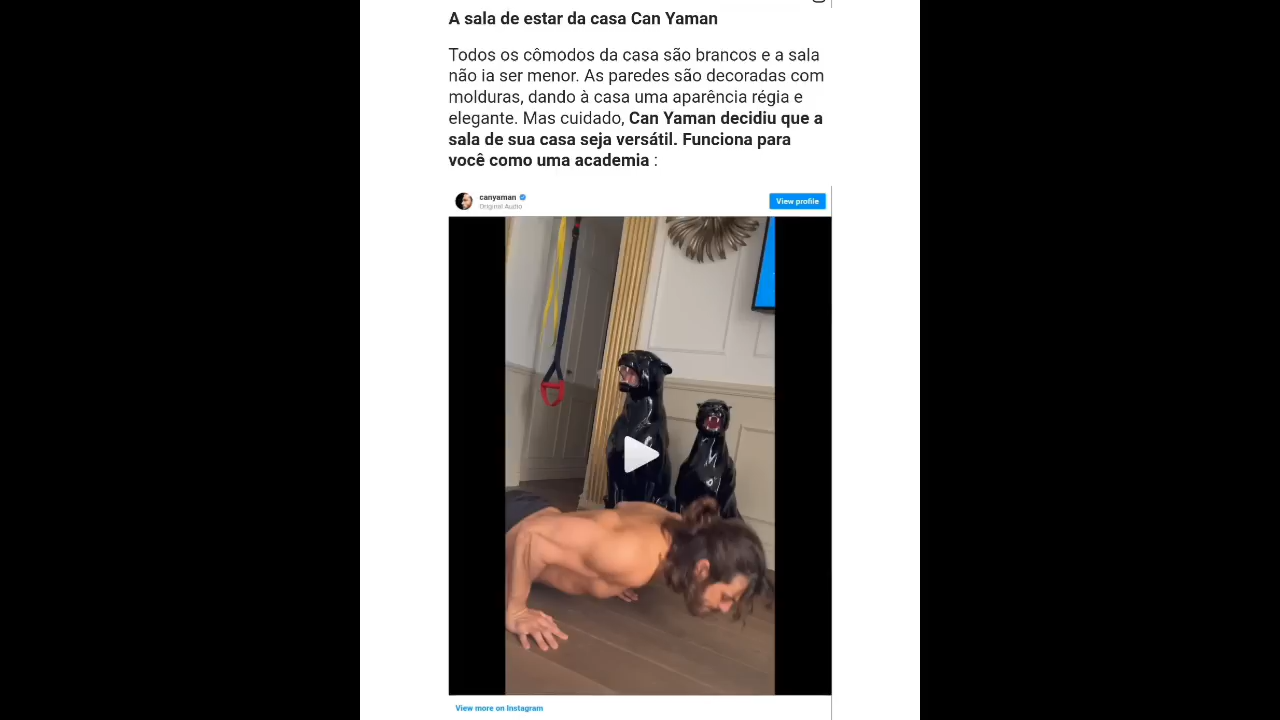 A sala de estar da casa Can Yaman
Todos os cômodos da casa são brancos e a sala
não ia ser menor. As paredes são decoradas com
molduras, dando à casa uma aparência régia e
elegante. Mas cuidado, Can Yaman decidiu que a
sala de sua casa seja versátil. Funciona para
você como uma academia :
canyaman
Original Audio
View profile
View more on Instagram